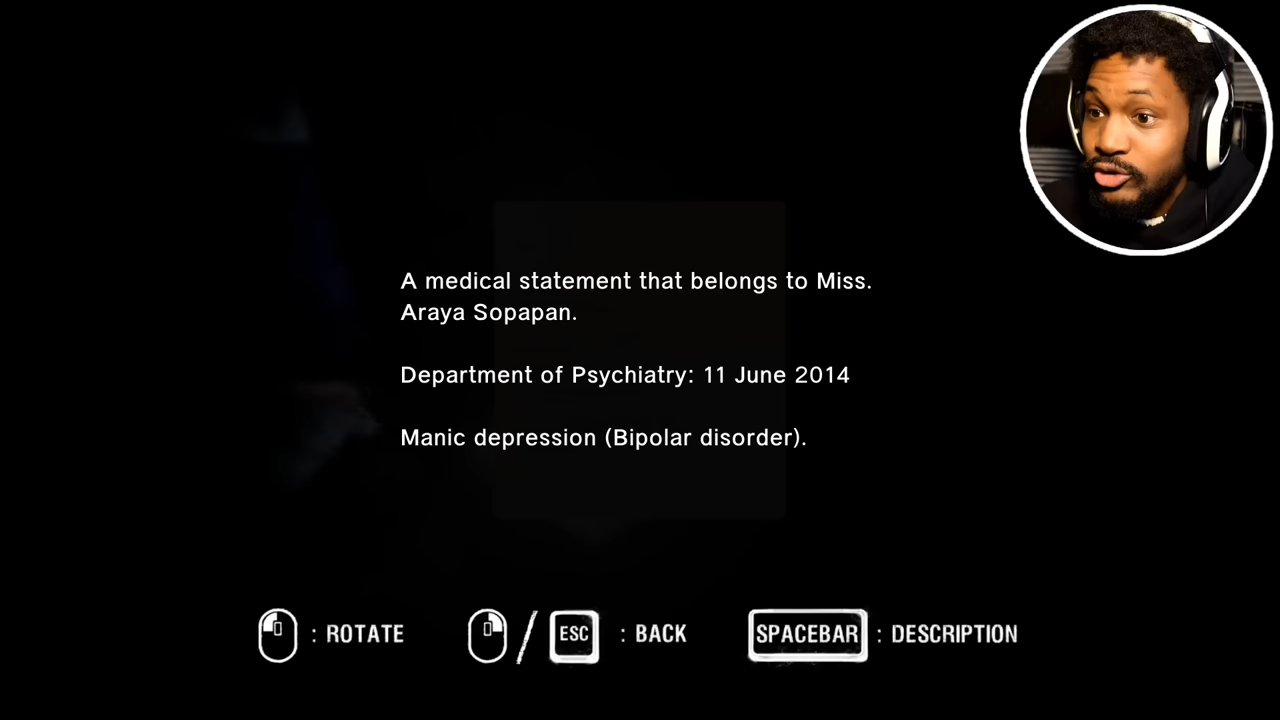 A medical statement that belongs to Miss.
Araya Sopapan.
Department of Psychiatry: 11 June 2014
Manic depression (Bipolar disorder).
: ROTATE
/ ESC : BACK
SPACEBAR : DESCRIPTION